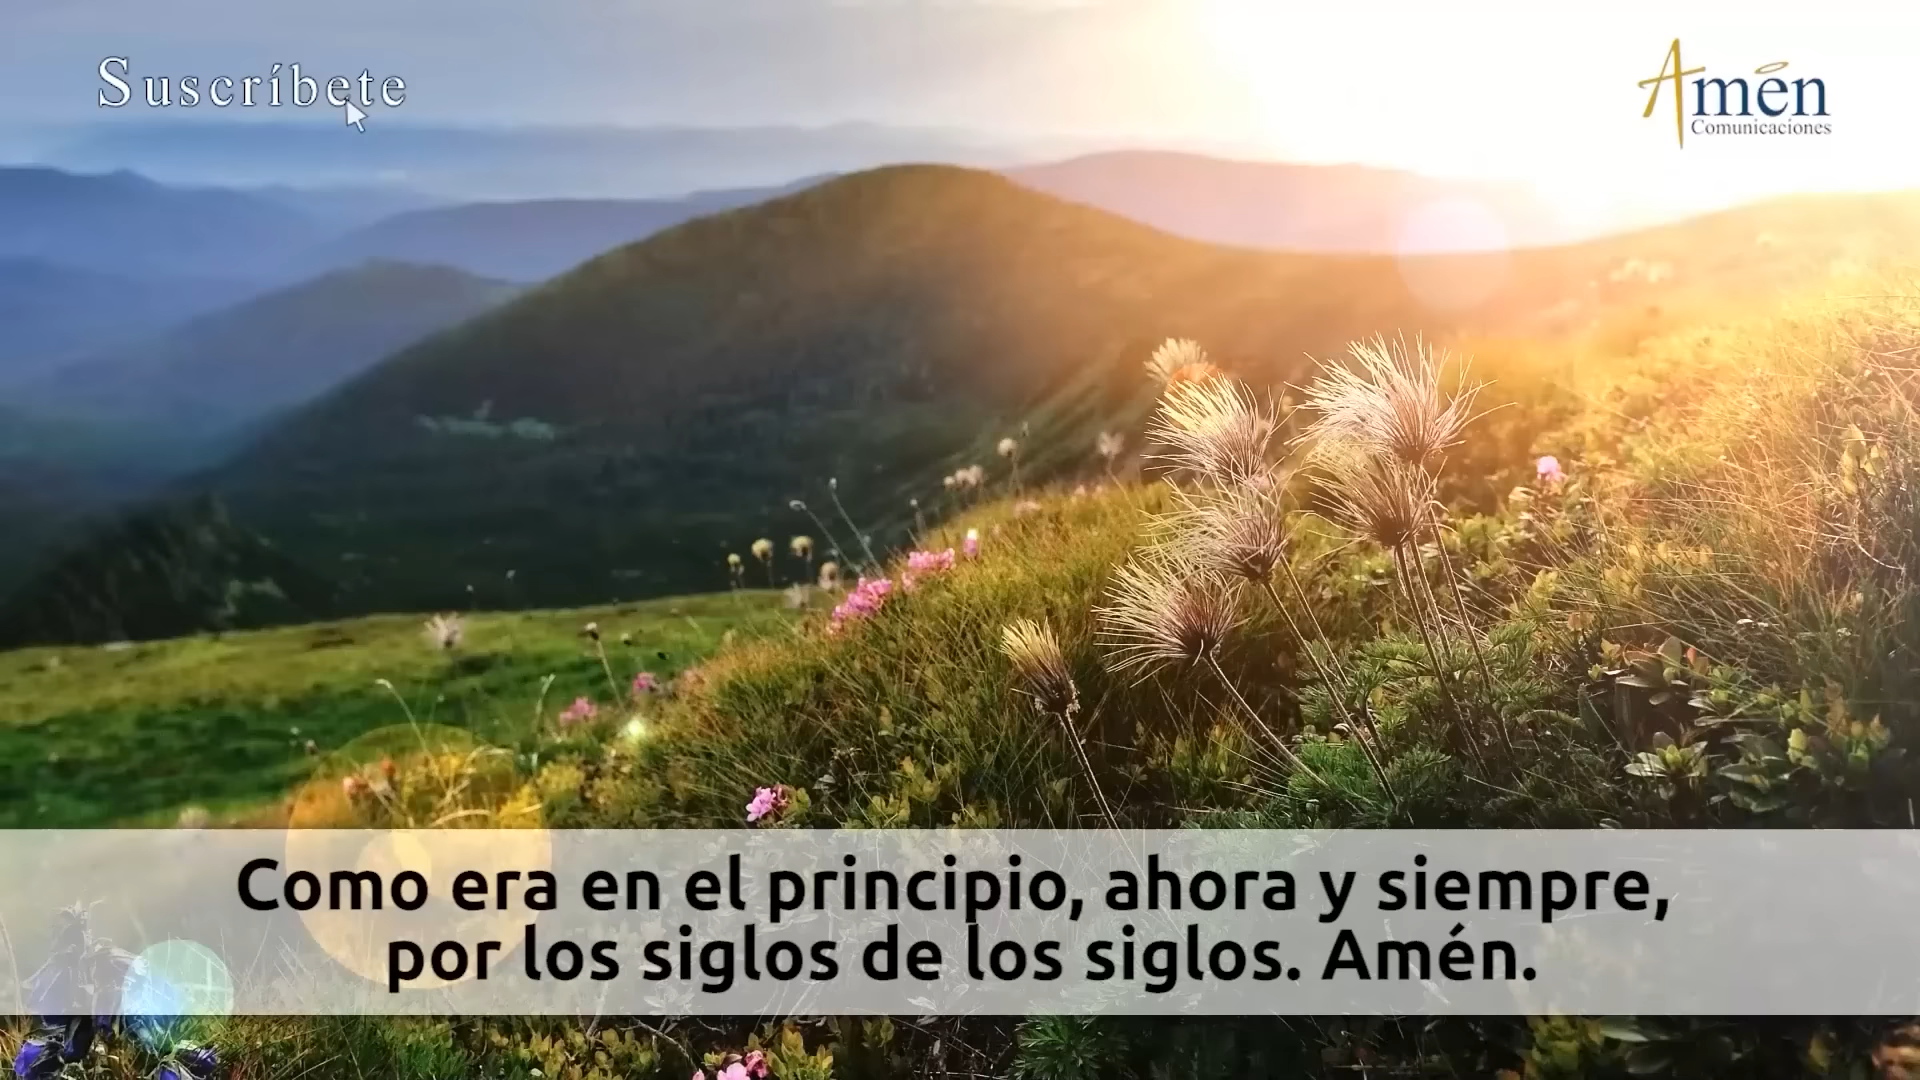 Suscríbete
Amén
Comunicaciones
Como era en el principio, ahora y siempre,
por los siglos de los siglos. Amén.